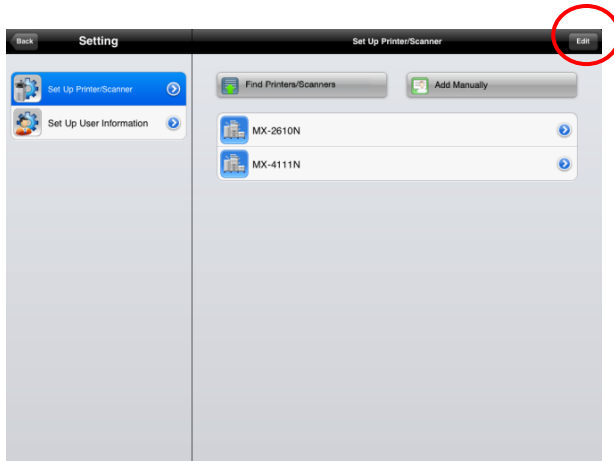 Back Setting Set Up Printer/Scanner Edit
Set Up Printer/Scanner Find Printers/Scanners Add Manually
Set Up User Information MX-2610N
MX-4111N